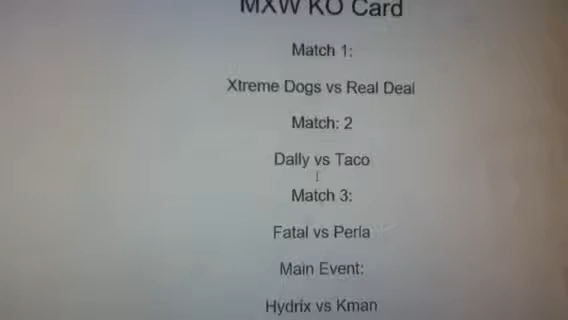 MXW KO Card
Match 1:
Xtreme Dogs vs Real Deal
Match: 2
Dally vs Taco
Match 3:
Fatal vs Perla
Main Event:
Hydrix vs Kman